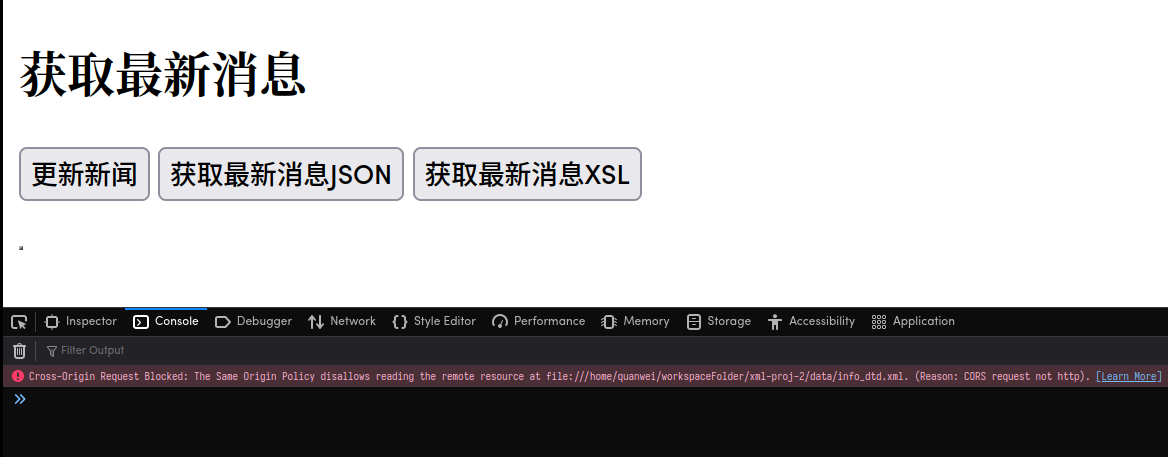 获取最新消息
更新新闻 获取最新消息JSON 获取最新消息XSL
Inspector Console Debugger Network Style Editor Performance Memory Storage Accessibility Application
Filter Output
Cross-Origin Request Blocked: The Same Origin Policy disallows reading the remote resource at file:///home/quanwei/workspaceFolder/xml-proj-2/data/info_dtd.xml. (Reason: CORS request not http). [Learn More]